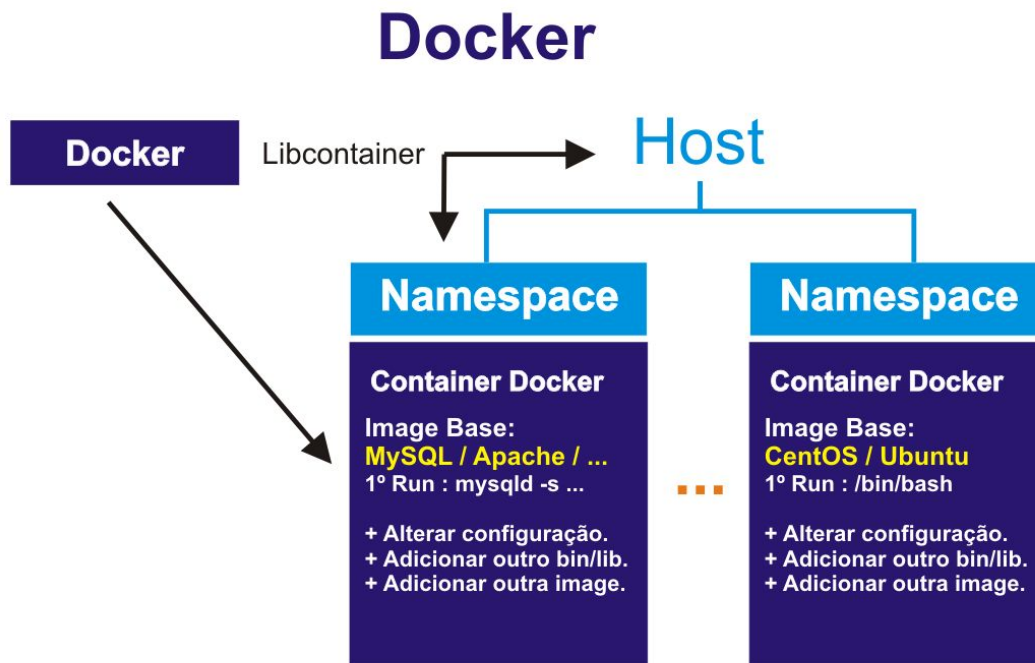 Docker
Docker
Libcontainer
Host
Namespace
Container Docker
Image Base:
MySQL / Apache / ...
1º Run : mysqld -s ...
+ Alterar configuração.
+ Adicionar outro bin/lib.
+ Adicionar outra image.
...
Namespace
Container Docker
Image Base:
CentOS / Ubuntu
1º Run : /bin/bash
+ Alterar configuração.
+ Adicionar outro bin/lib.
+ Adicionar outra image.